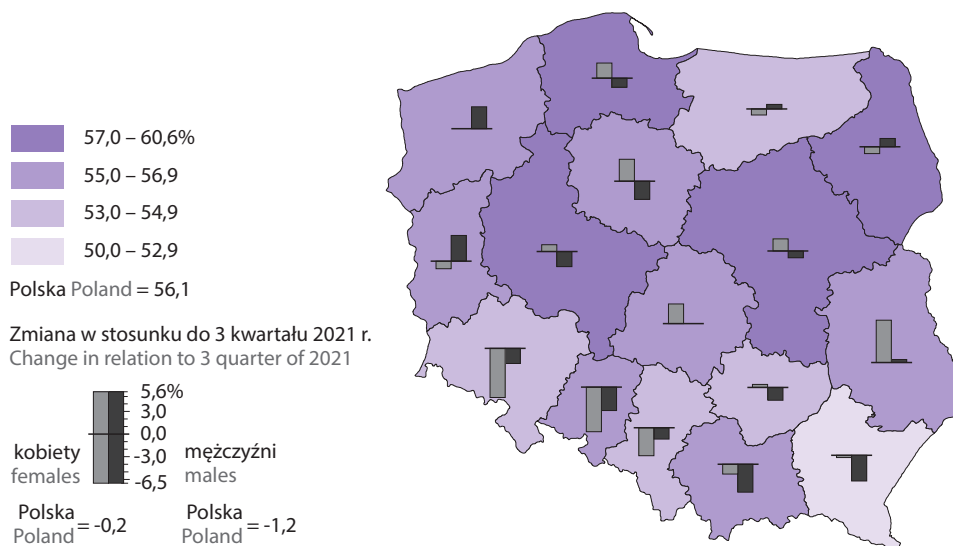 57,0 – 60,6%
55,0 – 56,9
53,0 – 54,9
50,0 – 52,9
Polska Poland = 56,1
Zmiana w stosunku do 3 kwartału 2021 r.
Change in relation to 3 quarter of 2021
5,6%
3,0
0,0
-3,0
-6,5
kobiety
females
mężczyźni
males
Polska
Poland = -0,2
Polska
Poland = -1,2